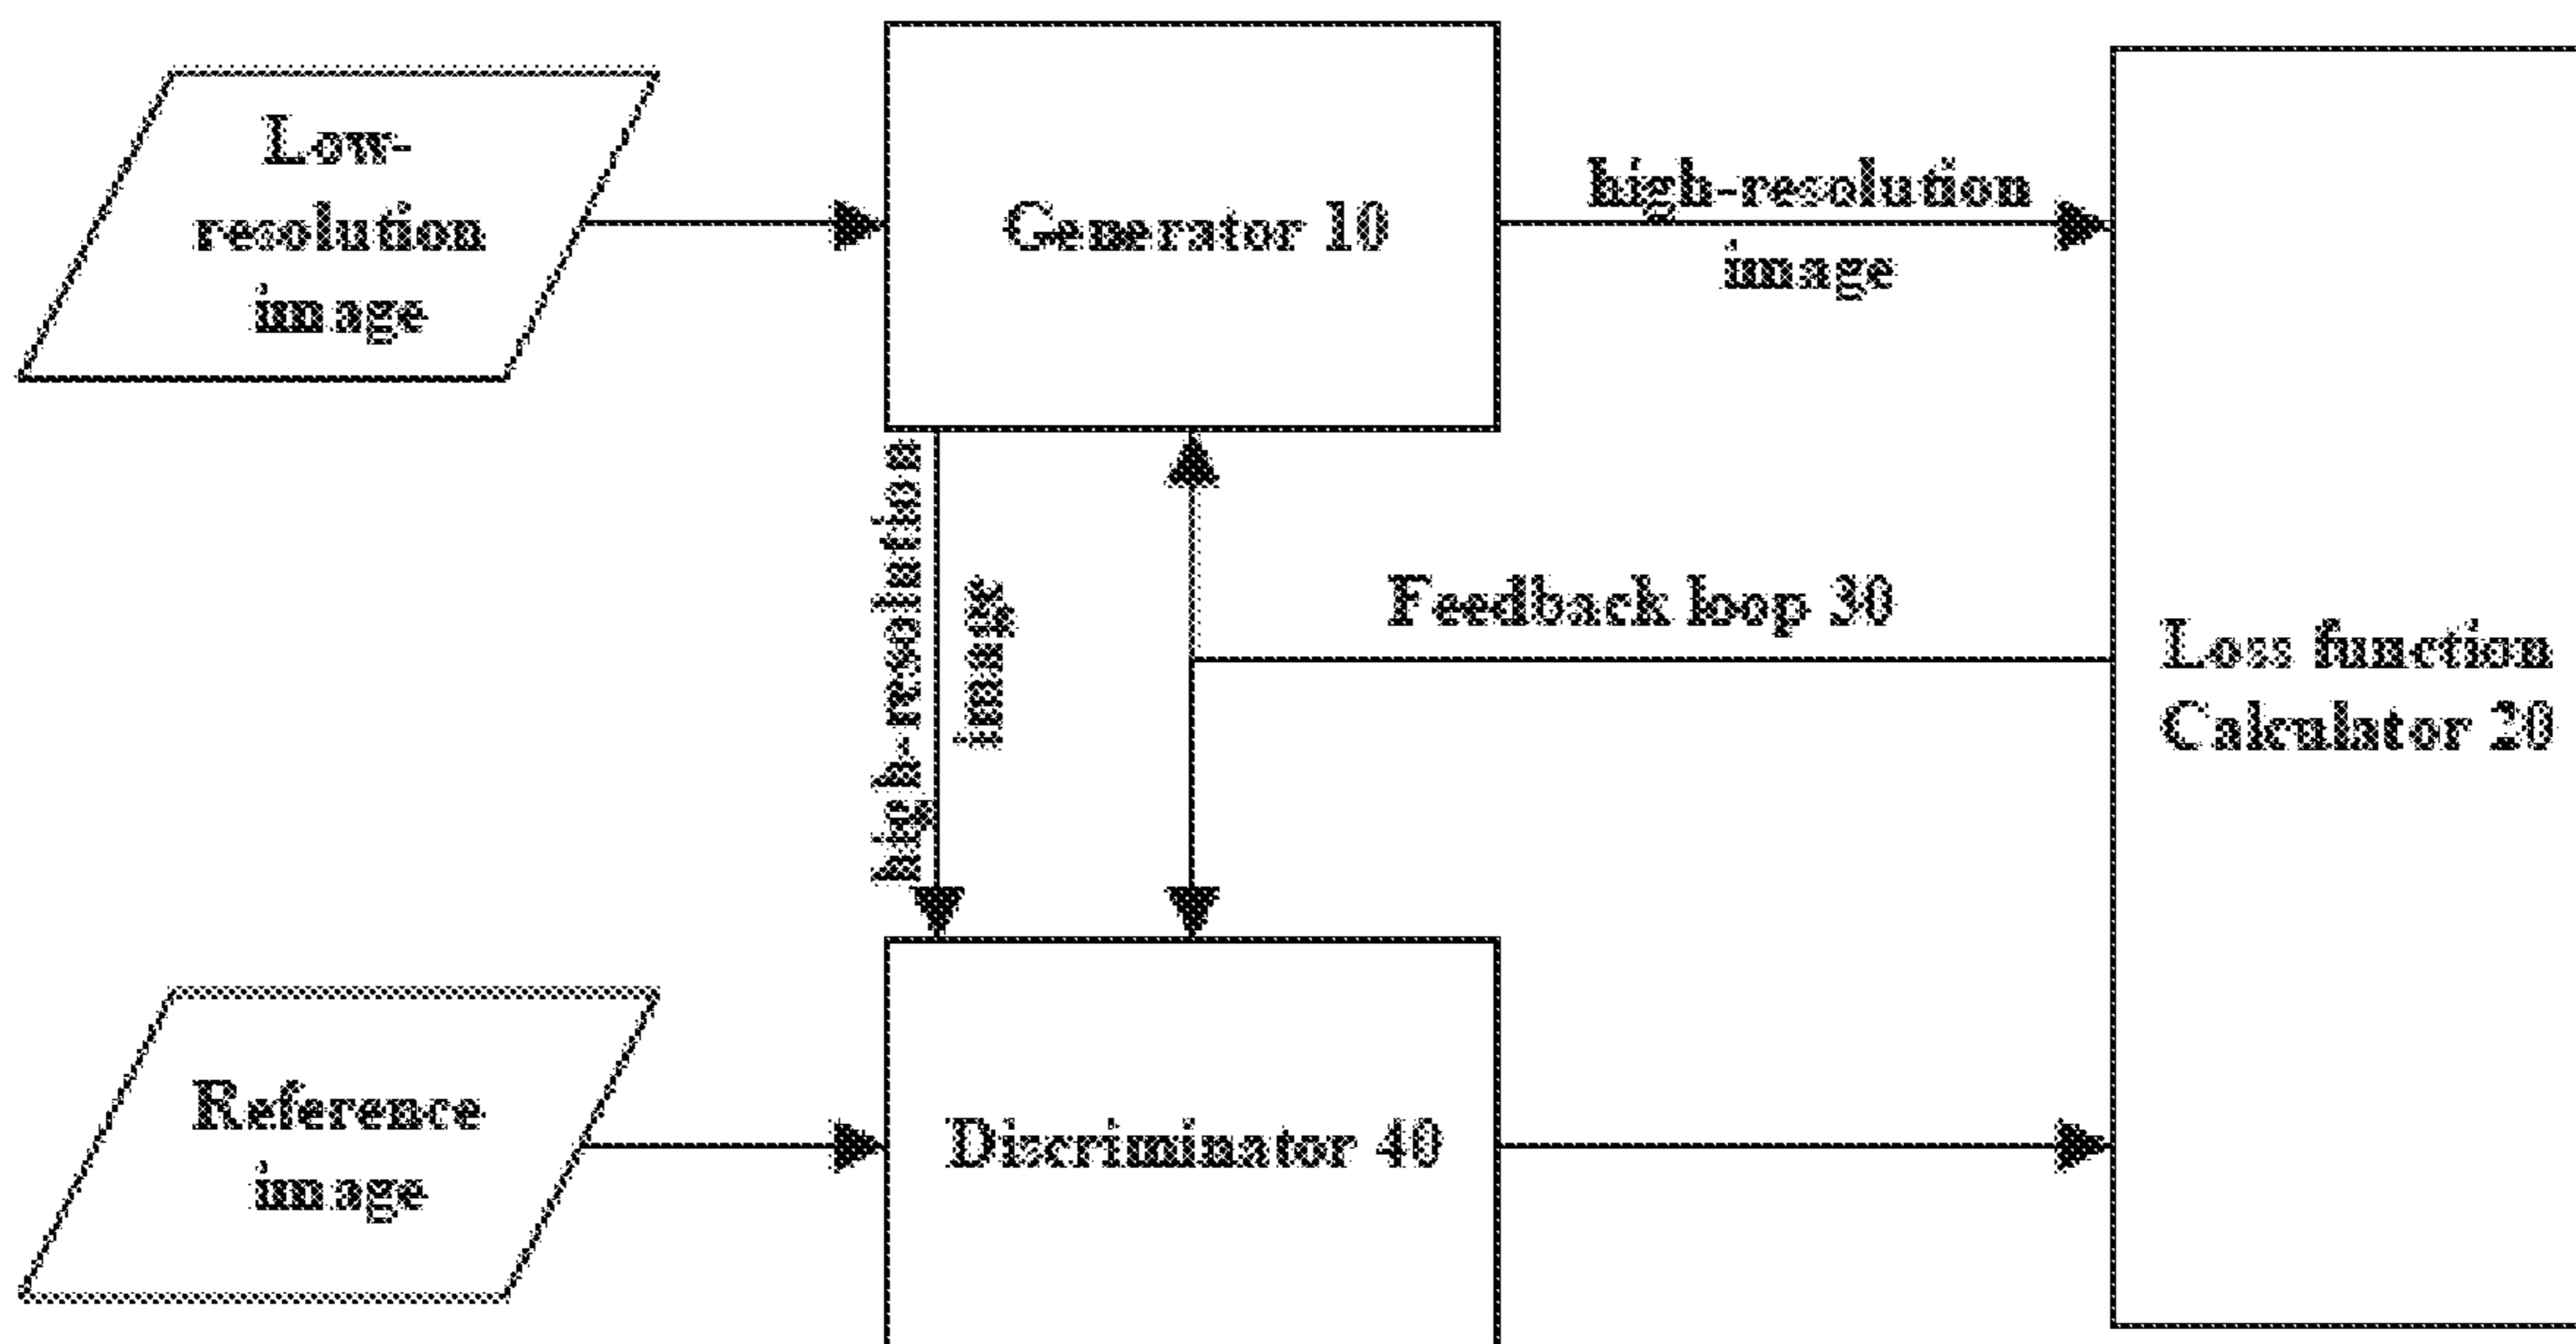 Low-
resolution
image
Generator 10
high-resolution
image
high-resolution
image
Feedback loop 30
Loss function
Calculator 20
Reference
image
Discriminator 40